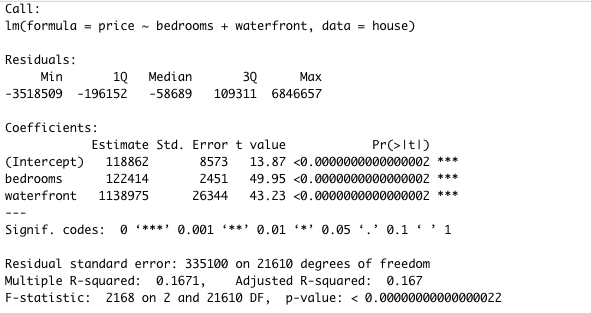 Call:
lm(formula = price ~ bedrooms + waterfront, data = house)
Residuals:
Min 1Q Median 3Q Max
-3518509 -196152 -58689 109311 6846657
Coefficients:
Estimate Std. Error t value Pr(>|t|)
(Intercept) 118862 8573 13.87 <0.0000000000000002 ***
bedrooms 122414 2451 49.95 <0.0000000000000002 ***
waterfront 1138975 26344 43.23 <0.0000000000000002 ***
---
Signif. codes: 0 ‘***’ 0.001 ‘**’ 0.01 ‘*’ 0.05 ‘.’ 0.1 ‘ ’ 1
Residual standard error: 335100 on 21610 degrees of freedom
Multiple R-squared: 0.1671, Adjusted R-squared: 0.167
F-statistic: 2168 on 2 and 21610 DF, p-value: < 0.00000000000000022